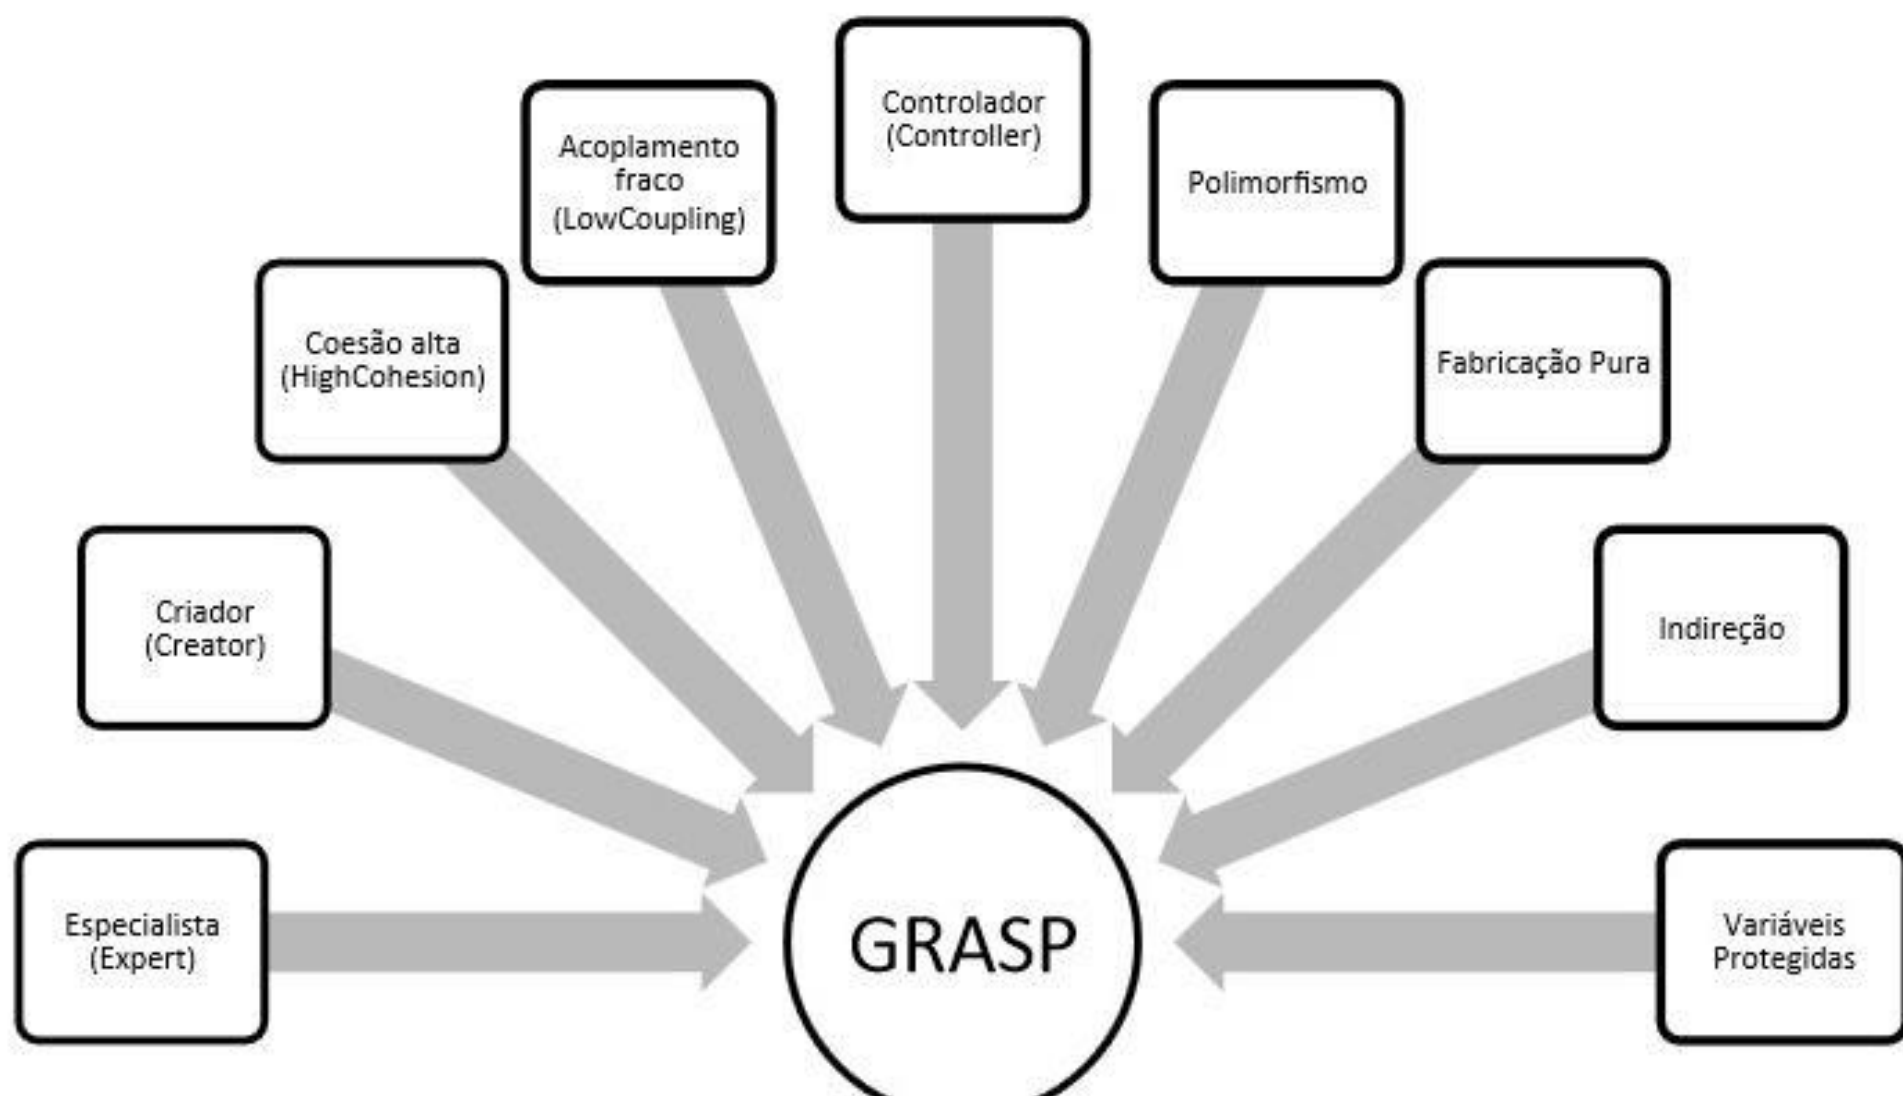 Controlador
(Controller)
Acoplamento
fraco
(LowCoupling)
Polimorfismo
Coesão alta
(HighCohesion)
Fabricação Pura
Criador
(Creator)
Indireção
Especialista
(Expert)
GRASP
Variáveis
Protegidas